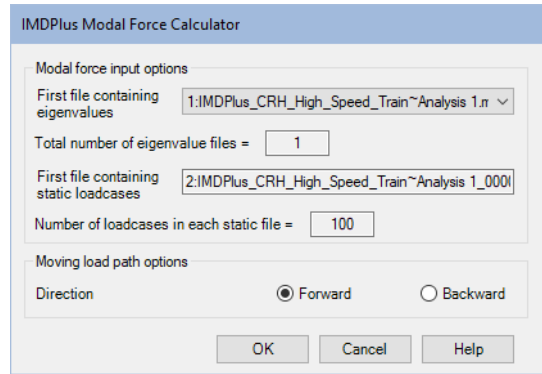 IMDPlus Modal Force Calculator
Modal force input options
First file containing
eigenvalues
1:IMDPlus_CRH_High_Speed_Train~Analysis 1.m
Total number of eigenvalue files =
1
First file containing
static loadcases
2:IMDPlus_CRH_High_Speed_Train~Analysis 1_000
Number of loadcases in each static file =
100
Moving load path options
Direction
Forward
Backward
OK
Cancel
Help